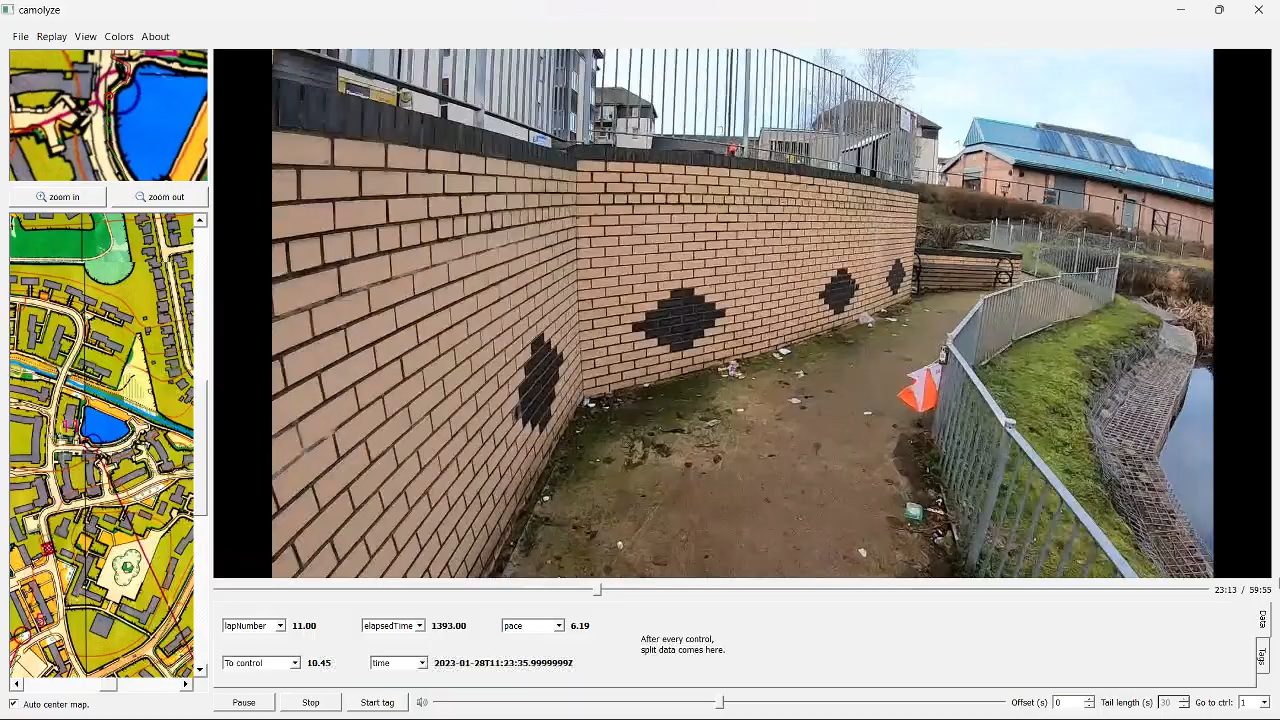 camolyze
File Replay View Colors About
zoom in zoom out
23:13 / 59:55
Data
Tags
lapNumber 11.00 elapsedTime 1393.00 pace 6.19
After every control,
split data comes here.
To control 10.45 time 2023-01-28T11:23:35.9999999Z
Auto center map.
Pause Stop Start tag Offset (s) 0 Tail length (s) 30 Go to ctrl: 1